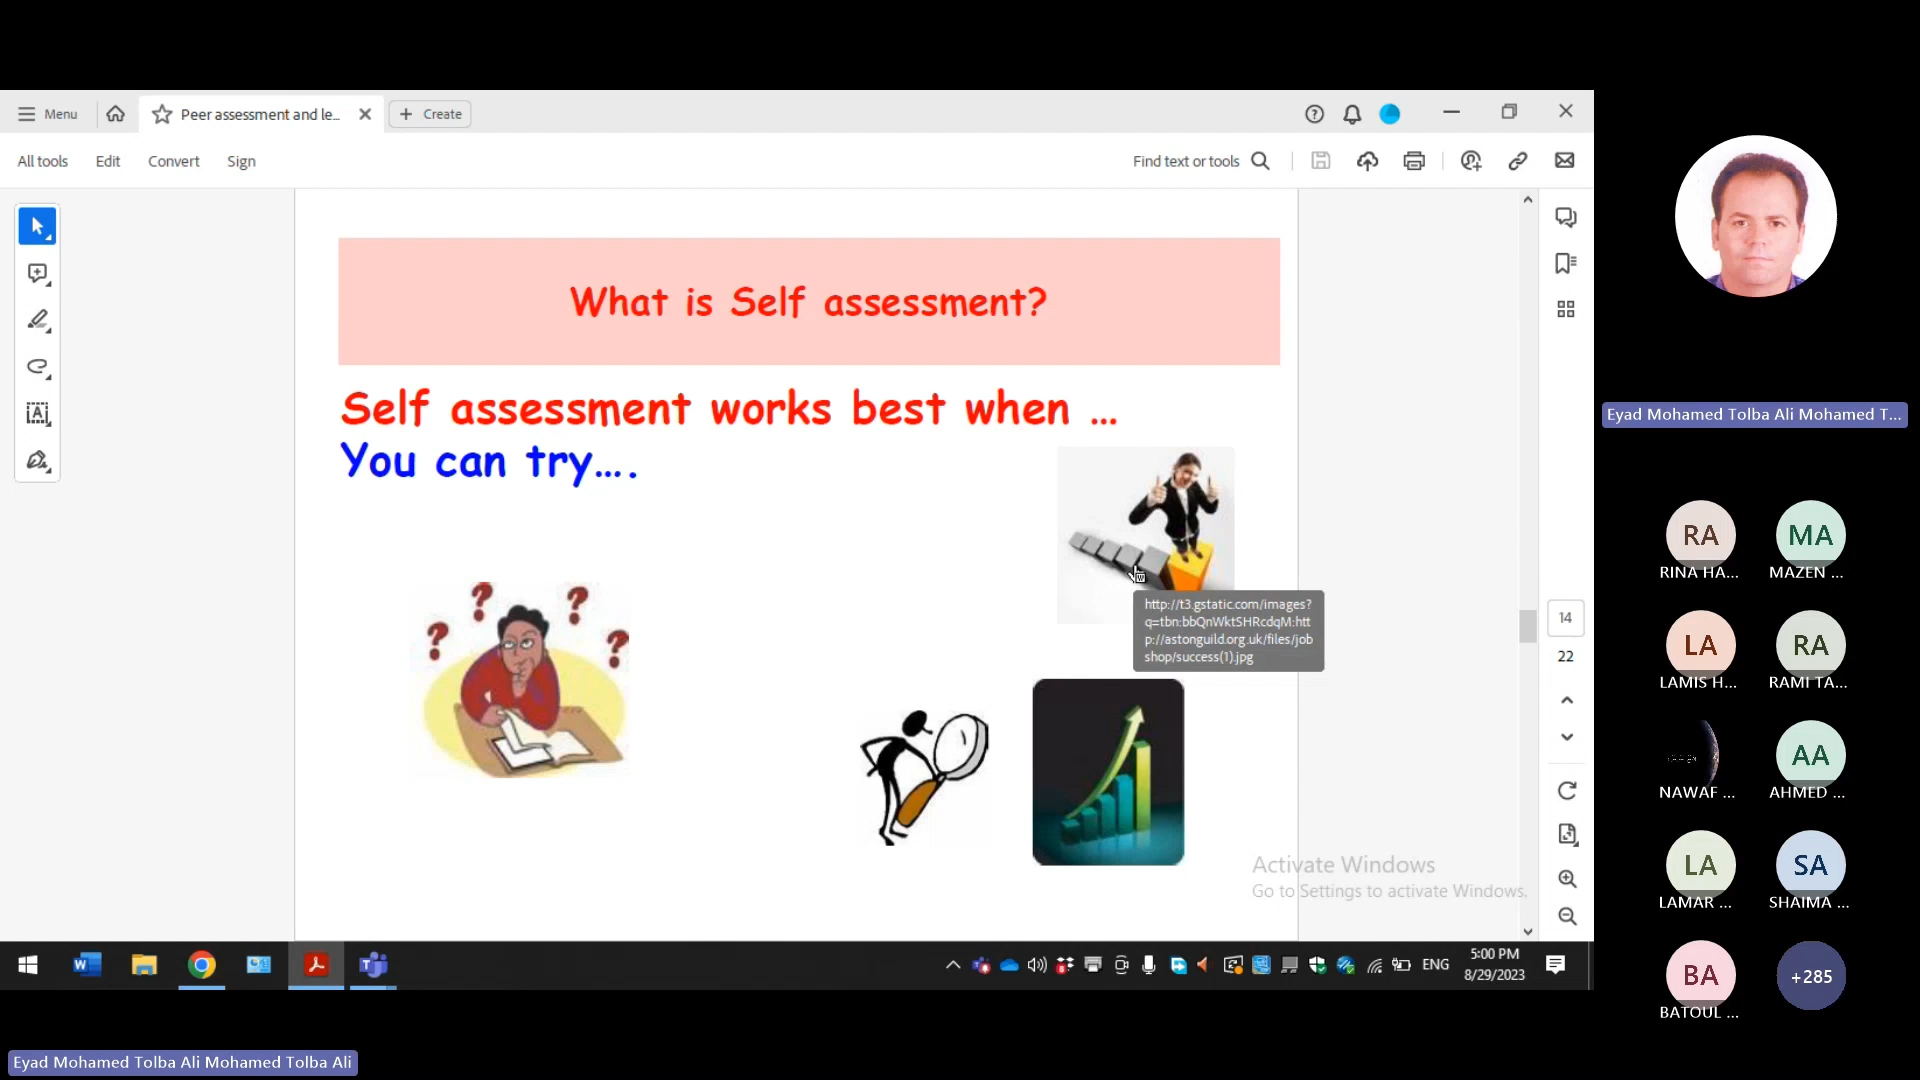 Menu
Peer assessment and le...
Create
All tools
Edit
Convert
Sign
Find text or tools
What is Self assessment?
Self assessment works best when ...
You can try....
http://t3.gstatic.com/images?
q=tbn:bbQnWktSHRcdqM:htt
p://astonguild.org.uk/files/job
shop/success(1).jpg
14
22
Activate Windows
Go to Settings to activate Windows.
ENG
5:00 PM
8/29/2023
Eyad Mohamed Tolba Ali Mohamed T...
RA
RINA HA...
MA
MAZEN ...
LA
LAMIS H...
RA
RAMI TA...
NAWAF ...
AA
AHMED ...
LA
LAMAR ...
SA
SHAIMA ...
BA
BATOUL ...
+285
Eyad Mohamed Tolba Ali Mohamed Tolba Ali